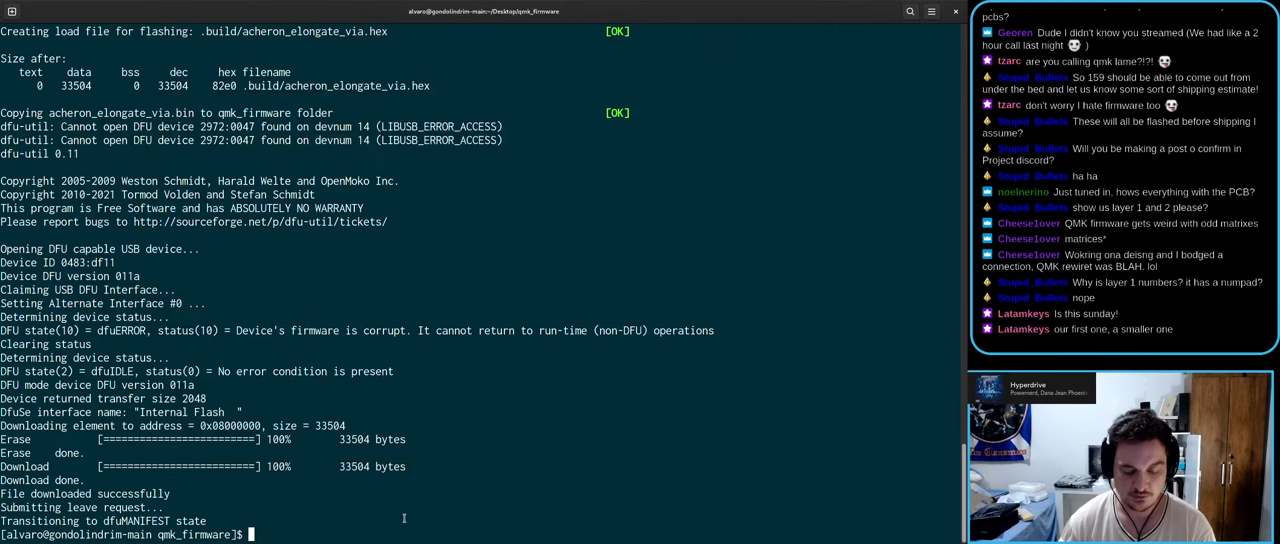 alvaro@gondolindrim-main:~/Desktop/qmk_firmware
Creating load file for flashing: .build/acheron_elongate_via.hex [OK]
Size after:
text data bss dec hex filename
0 33504 0 33504 82e0 .build/acheron_elongate_via.hex
Copying acheron_elongate_via.bin to qmk_firmware folder [OK]
dfu-util: Cannot open DFU device 2972:0047 found on devnum 14 (LIBUSB_ERROR_ACCESS)
dfu-util: Cannot open DFU device 2972:0047 found on devnum 14 (LIBUSB_ERROR_ACCESS)
dfu-util 0.11
Copyright 2005-2009 Weston Schmidt, Harald Welte and OpenMoko Inc.
Copyright 2010-2021 Tormod Volden and Stefan Schmidt
This program is Free Software and has ABSOLUTELY NO WARRANTY
Please report bugs to http://sourceforge.net/p/dfu-util/tickets/
Opening DFU capable USB device...
Device ID 0483:df11
Device DFU version 011a
Claiming USB DFU Interface...
Setting Alternate Interface #0 ...
Determining device status...
DFU state(10) = dfuERROR, status(10) = Device's firmware is corrupt. It cannot return to run-time (non-DFU) operations
Clearing status
Determining device status...
DFU state(2) = dfuIDLE, status(0) = No error condition is present
DFU mode device DFU version 011a
Device returned transfer size 2048
DfuSe interface name: "Internal Flash  "
Downloading element to address = 0x08000000, size = 33504
Erase [=========================] 100% 33504 bytes
Erase done.
Download [=========================] 100% 33504 bytes
Download done.
File downloaded successfully
Submitting leave request...
Transitioning to dfuMANIFEST state
[alvaro@gondolindrim-main qmk_firmware]$
pcbs?
Georen Dude I didn't know you streamed (We had like a 2
hour call last night )
tzarc are you calling qmk lame?!?!
Stupid_Bullets So 159 should be able to come out from
under the bed and let us know some sort of shipping estimate!
tzarc don't worry I hate firmware too
Stupid_Bullets These will all be flashed before shipping I
assume?
Stupid_Bullets Will you be making a post o confirm in
Project discord?
Stupid_Bullets ha ha
noelnerino Just tuned in, hows everything with the PCB?
Stupid_Bullets show us layer 1 and 2 please?
Cheese1over QMK firmware gets weird with odd matrixes
Cheese1over matrices*
Cheese1over Wokring ona deisng and I bodged a
connection, QMK rewiret was BLAH. lol
Stupid_Bullets Why is layer 1 numbers? it has a numpad?
Stupid_Bullets nope
Latamkeys Is this sunday!
Latamkeys our first one, a smaller one
Hyperdrive
Powernerd, Dana Jean Phoenix